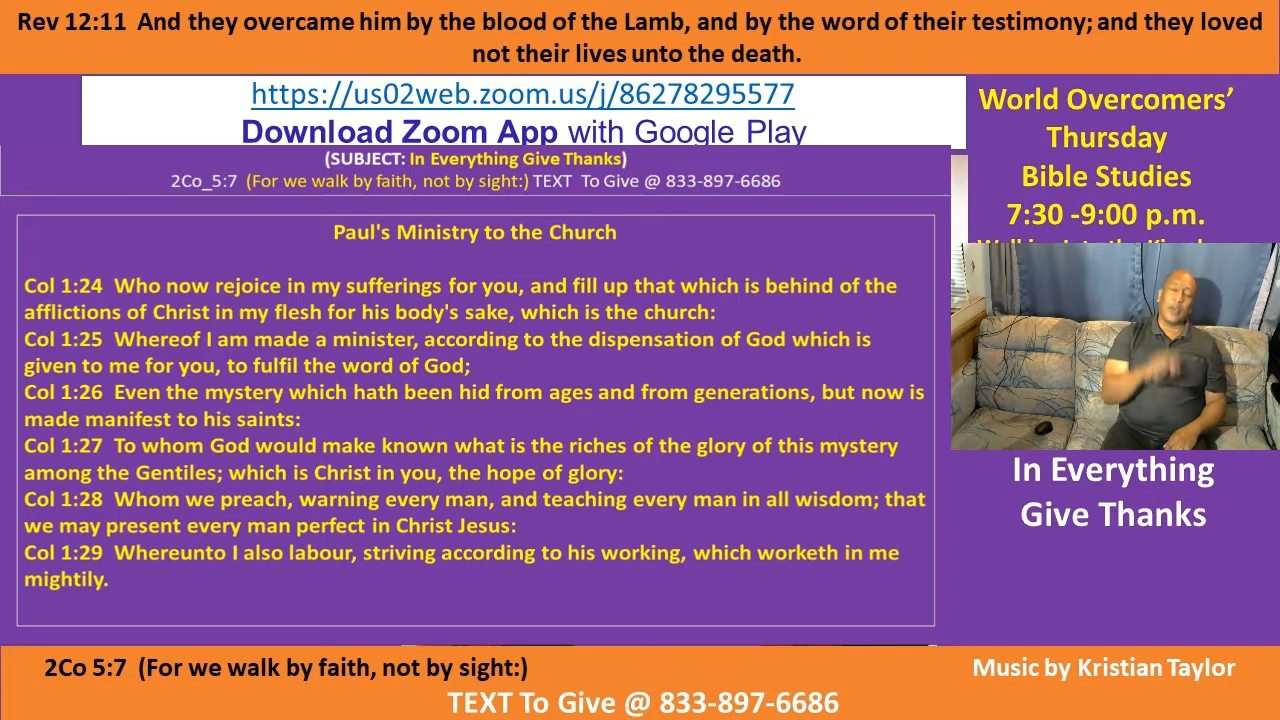 Rev 12:11  And they overcame him by the blood of the Lamb, and by the word of their testimony; and they loved
not their lives unto the death.
https://us02web.zoom.us/j/86278295577
Download Zoom App with Google Play
(SUBJECT: In Everything Give Thanks)
2Co_5:7  (For we walk by faith, not by sight:) TEXT  To Give @ 833-897-6686
Paul's Ministry to the Church
Col 1:24  Who now rejoice in my sufferings for you, and fill up that which is behind of the
afflictions of Christ in my flesh for his body's sake, which is the church:
Col 1:25  Whereof I am made a minister, according to the dispensation of God which is
given to me for you, to fulfil the word of God;
Col 1:26  Even the mystery which hath been hid from ages and from generations, but now is
made manifest to his saints:
Col 1:27  To whom God would make known what is the riches of the glory of this mystery
among the Gentiles; which is Christ in you, the hope of glory:
Col 1:28  Whom we preach, warning every man, and teaching every man in all wisdom; that
we may present every man perfect in Christ Jesus:
Col 1:29  Whereunto I also labour, striving according to his working, which worketh in me
mightily.
World Overcomers’
Thursday
Bible Studies
7:30 -9:00 p.m.
In Everything
Give Thanks
2Co 5:7  (For we walk by faith, not by sight:)
Music by Kristian Taylor
TEXT To Give @ 833-897-6686